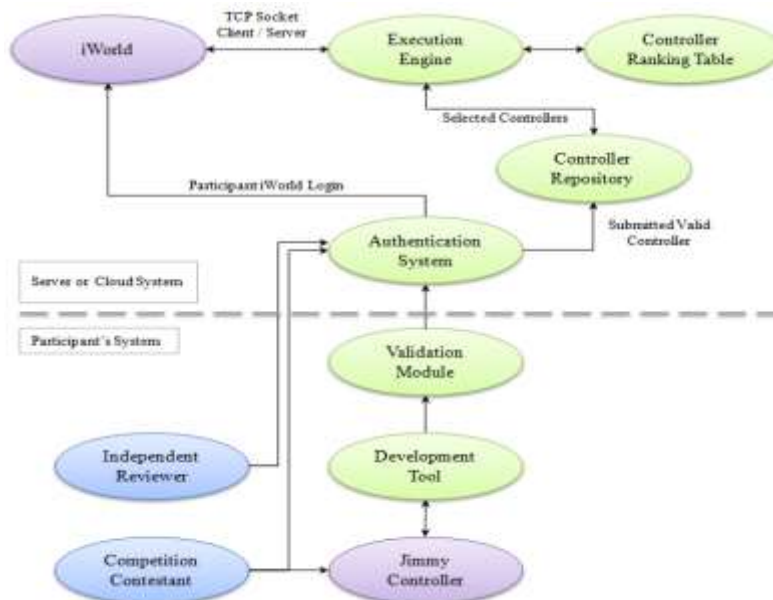 TCP Socket
Client / Server
iWorld
Execution
Engine
Controller
Ranking Table
Selected Controllers
Controller
Repository
Participant iWorld Login
Submitted Valid
Controller
Authentication
System
Server or Cloud System
Participant´s System
Validation
Module
Independent
Reviewer
Development
Tool
Competition
Contestant
Jimmy
Controller